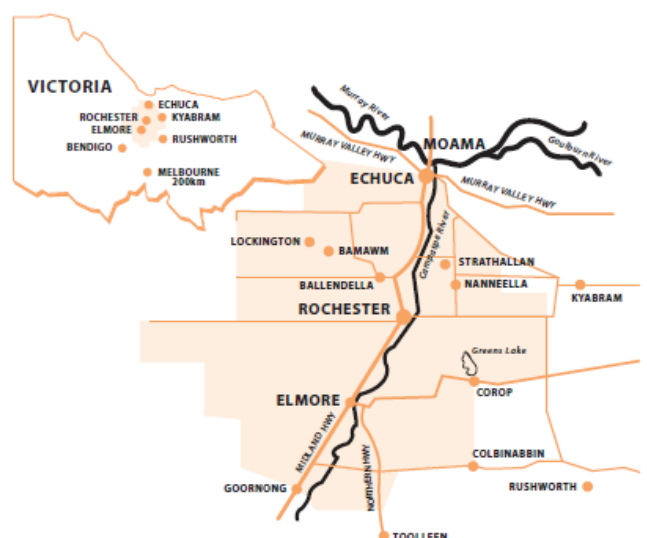 VICTORIA
ECHUCA
ROCHESTER
KYABRAM
ELMORE
RUSHWORTH
BENDIGO
MELBOURNE
200km
Murray River
MOAMA
Goulburn River
MURRAY VALLEY HWY
ECHUCA
MURRAY VALLEY HWY
LOCKINGTON
BAMAWM
Campaspe River
STRATHALLAN
BALLENDELLA
NANNEELLA
KYABRAM
ROCHESTER
Greens Lake
COROP
ELMORE
MIDLAND HWY
COLBINABBIN
GOORNONG
NORTHERN HWY
RUSHWORTH
TOOLLEEN